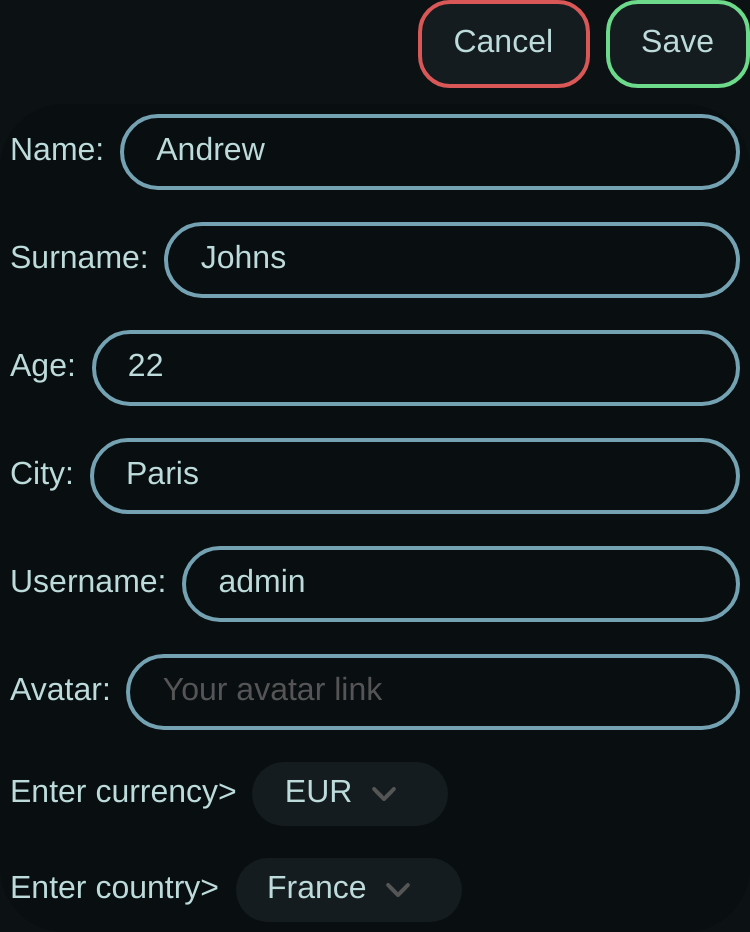 Cancel Save
Name: Andrew
Surname: Johns
Age: 22
City: Paris
Username: admin
Avatar: Your avatar link
Enter currency> EUR
Enter country> France